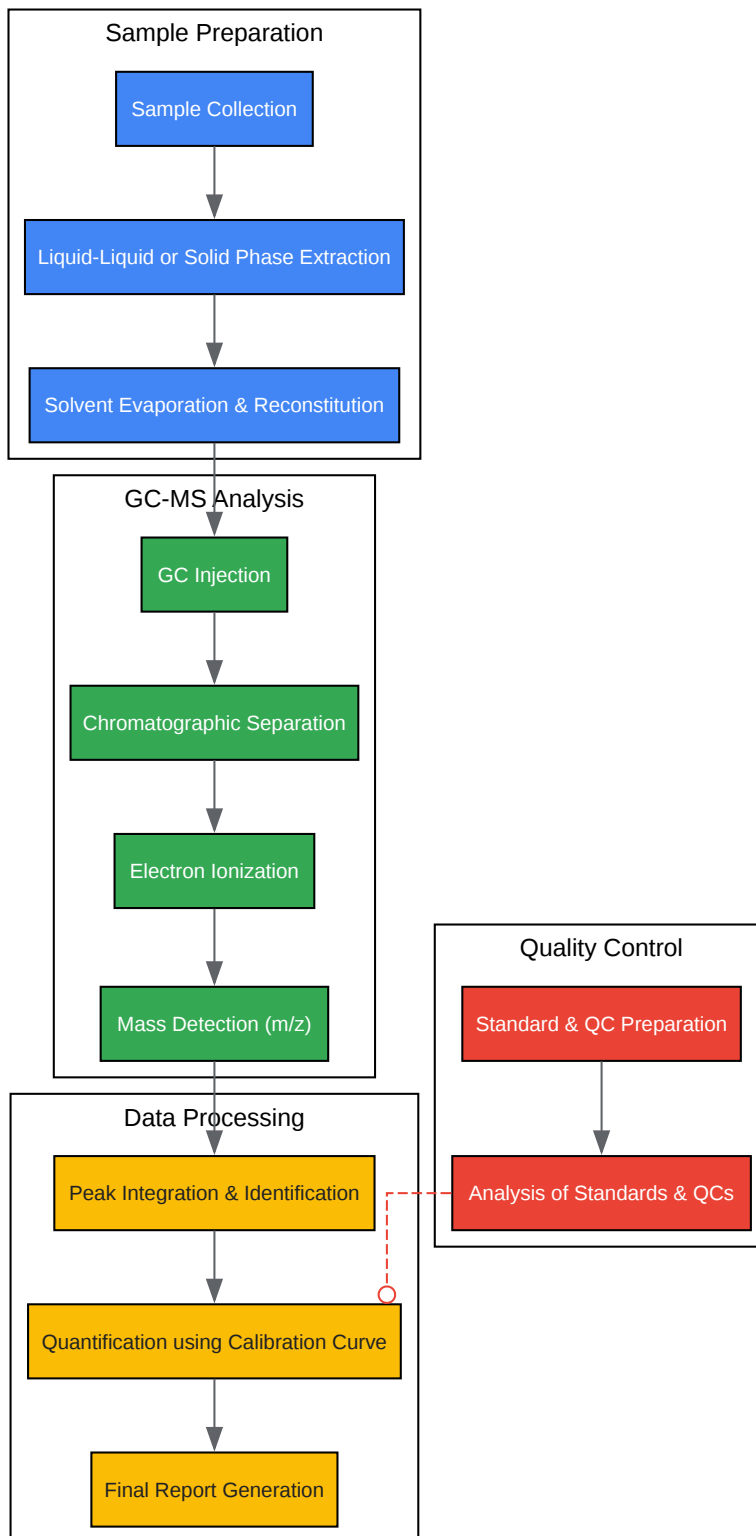 Sample Preparation
Sample Collection
Liquid-Liquid or Solid Phase Extraction
Solvent Evaporation & Reconstitution
GC-MS Analysis
GC Injection
Chromatographic Separation
Electron Ionization
Mass Detection (m/z)
Quality Control
Standard & QC Preparation
Analysis of Standards & QCs
Data Processing
Peak Integration & Identification
Quantification using Calibration Curve
Final Report Generation